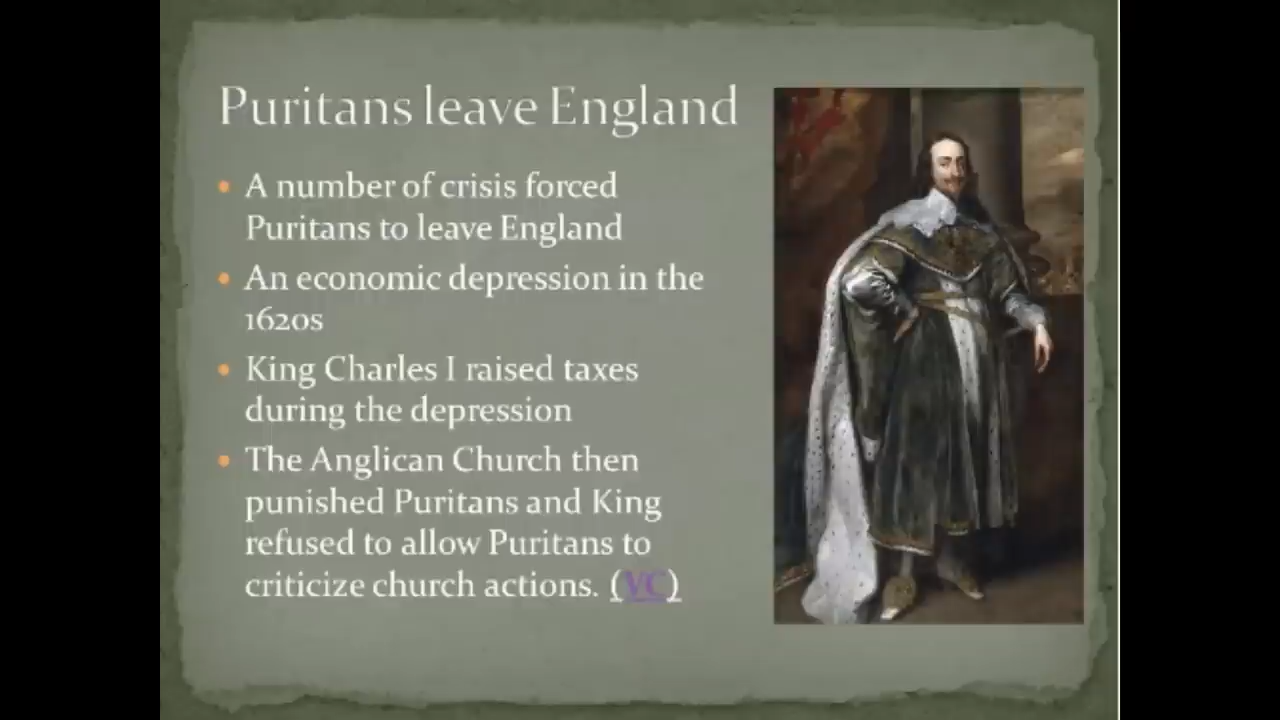 Puritans leave England
A number of crisis forced
Puritans to leave England
An economic depression in the
1620s
King Charles I raised taxes
during the depression
The Anglican Church then
punished Puritans and King
refused to allow Puritans to
criticize church actions. (VC)